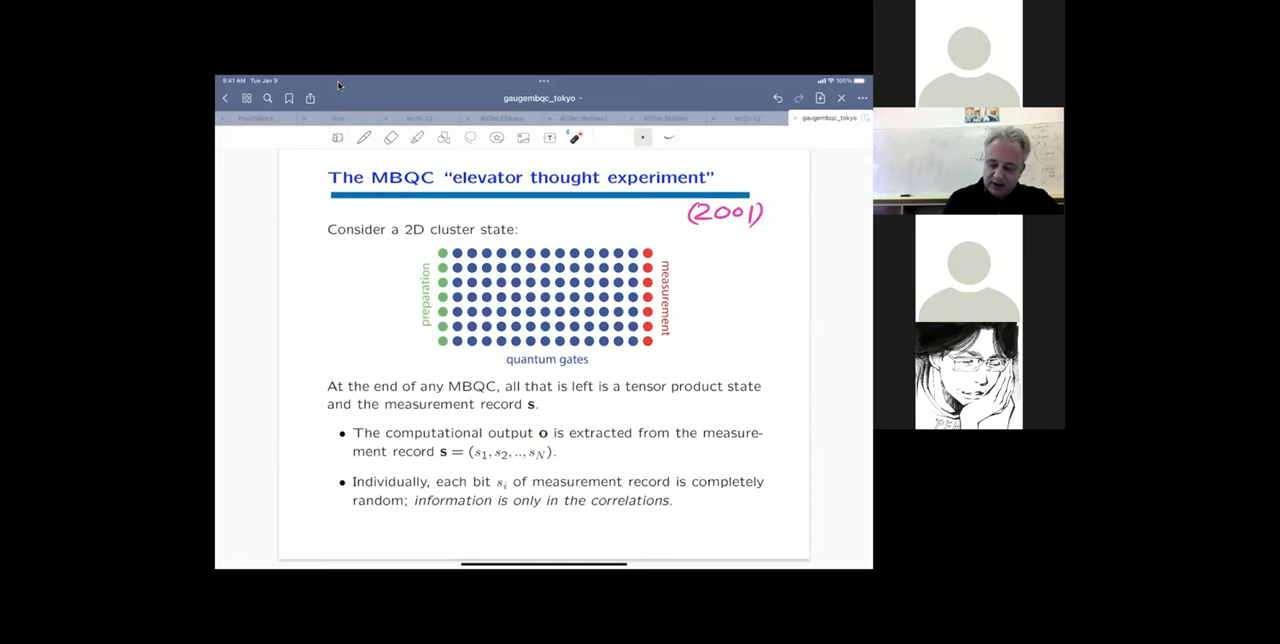 9:41 AM Tue Jan 9
100%
gaugembqc_tokyo
gaugembqc_tokyo
The MBQC “elevator thought experiment”
(2001)
Consider a 2D cluster state:
preparation
measurement
quantum gates
At the end of any MBQC, all that is left is a tensor product state
and the measurement record s.
• The computational output o is extracted from the measure-
ment record s = (s₁, s₂, .., s_N).
• Individually, each bit sᵢ of measurement record is completely
random; information is only in the correlations.